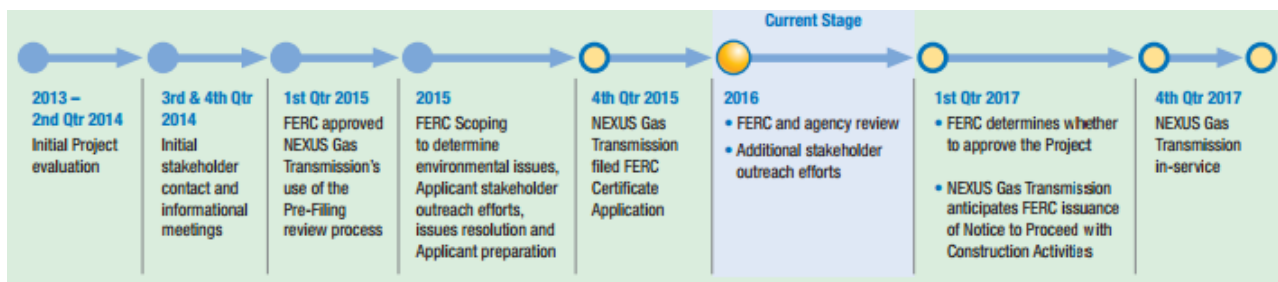 Current Stage
2013 –
2nd Qtr 2014
Initial Project
evaluation
3rd & 4th Qtr
2014
Initial
stakeholder
contact and
informational
meetings
1st Qtr 2015
FERC approved
NEXUS Gas
Transmission's
use of the
Pre-Filing
review process
2015
FERC Scoping
to determine
environmental issues,
Applicant stakeholder
outreach efforts,
issues resolution and
Applicant preparation
4th Qtr 2015
NEXUS Gas
Transmission
filed FERC
Certificate
Application
2016
• FERC and agency review
• Additional stakeholder
outreach efforts
1st Qtr 2017
• FERC determines whether
to approve the Project
• NEXUS Gas Transmission
anticipates FERC issuance
of Notice to Proceed with
Construction Activities
4th Qtr 2017
NEXUS Gas
Transmission
in-service